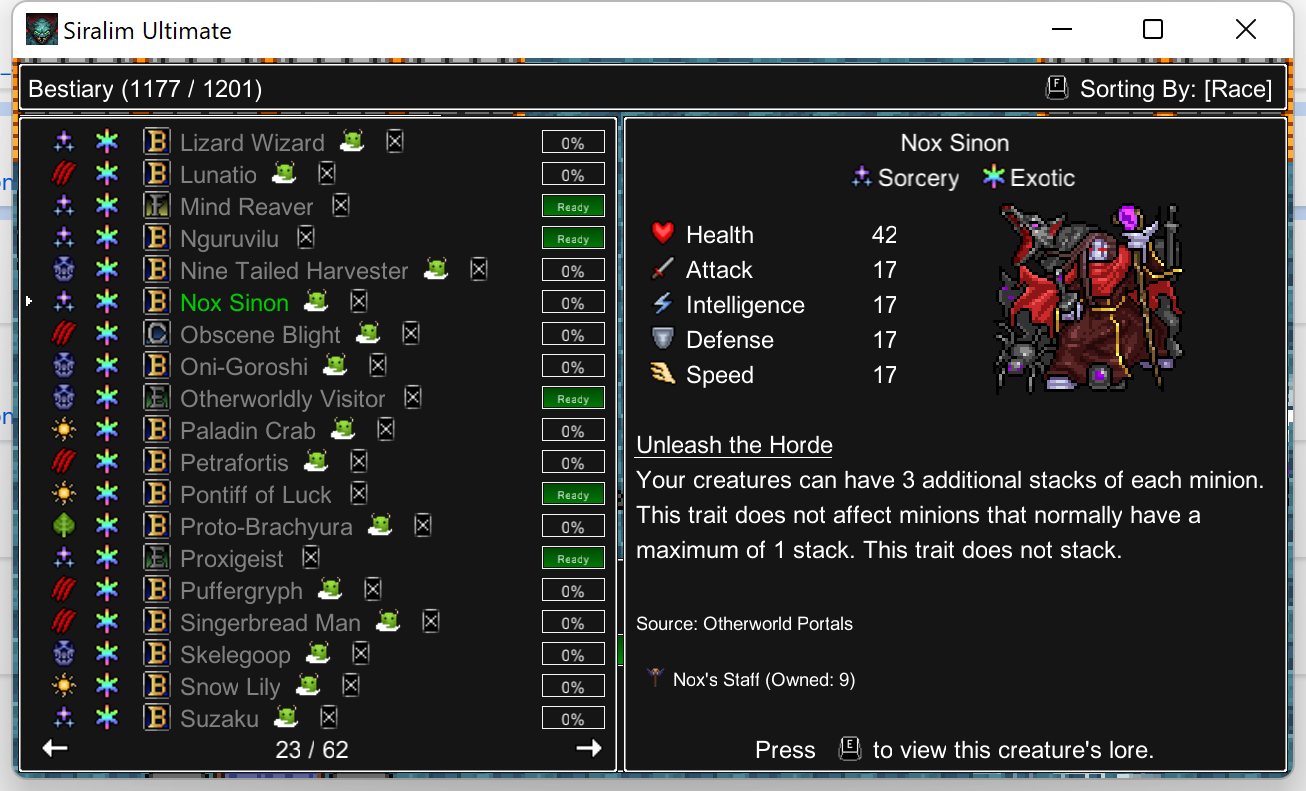 Siralim Ultimate
Bestiary (1177 / 1201)
F Sorting By: [Race]
B Lizard Wizard 0%
B Lunatio 0%
F Mind Reaver Ready
B Nguruvilu Ready
B Nine Tailed Harvester 0%
B Nox Sinon 0%
C Obscene Blight 0%
B Oni-Goroshi 0%
E Otherworldly Visitor Ready
B Paladin Crab 0%
B Petrafortis 0%
B Pontiff of Luck Ready
B Proto-Brachyura 0%
E Proxigeist Ready
B Puffergryph 0%
B Singerbread Man 0%
B Skelegoop 0%
B Snow Lily 0%
B Suzaku 0%
23 / 62
Nox Sinon
Sorcery Exotic
Health 42
Attack 17
Intelligence 17
Defense 17
Speed 17
Unleash the Horde
Your creatures can have 3 additional stacks of each minion.
This trait does not affect minions that normally have a
maximum of 1 stack. This trait does not stack.
Source: Otherworld Portals
Nox's Staff (Owned: 9)
Press E to view this creature's lore.